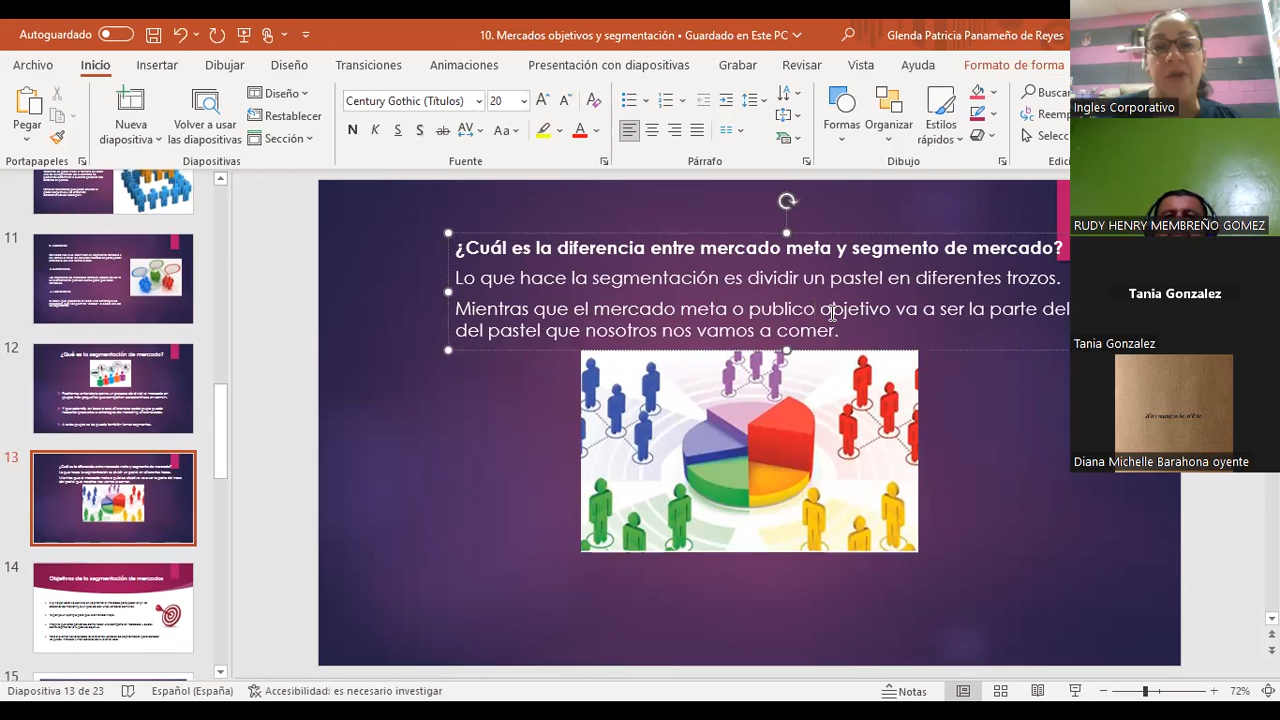 Autoguardado
10. Mercados objetivos y segmentación • Guardado en Este PC
Glenda Patricia Panameño de Reyes
Archivo Inicio Insertar Dibujar Diseño Transiciones Animaciones Presentación con diapositivas Grabar Revisar Vista Ayuda Formato de forma
Pegar
Nueva diapositiva
Volver a usar las diapositivas
Diseño
Restablecer
Sección
Century Gothic (Títulos) 20
N K S ab AV Aa A
Formas Organizar Estilos rápidos
Buscar
Reem
Selecc
Portapapeles Diapositivas Fuente Párrafo Dibujo Edici
11
12
¿Qué es la segmentación de mercado?
13
14
Objetivos de la segmentación de mercados
15
¿Cuál es la diferencia entre mercado meta y segmento de mercado?
Lo que hace la segmentación es dividir un pastel en diferentes trozos.
Mientras que el mercado meta o publico objetivo va a ser la parte del
del pastel que nosotros nos vamos a comer.
Ingles Corporativo
RUDY HENRY MEMBREÑO GOMEZ
Tania Gonzalez
Tania Gonzalez
Diana Michelle Barahona oyente
Diapositiva 13 de 23 Español (España) Accesibilidad: es necesario investigar Notas 72%